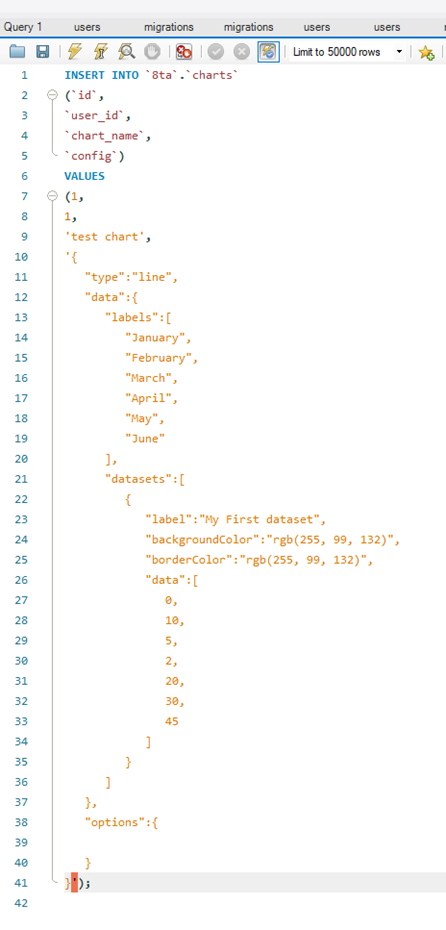 Query 1 users migrations migrations users users
Limit to 50000 rows
1 INSERT INTO `8ta`.`charts`
2 (`id`,
3 `user_id`,
4 `chart_name`,
5 `config`)
6 VALUES
7 (1,
8 1,
9 'test chart',
10 '{
11 "type":"line",
12 "data":{
13 "labels":[
14 "January",
15 "February",
16 "March",
17 "April",
18 "May",
19 "June"
20 ],
21 "datasets":[
22 {
23 "label":"My First dataset",
24 "backgroundColor":"rgb(255, 99, 132)",
25 "borderColor":"rgb(255, 99, 132)",
26 "data":[
27 0,
28 10,
29 5,
30 2,
31 20,
32 30,
33 45
34 ]
35 }
36 ]
37 },
38 "options":{
39
40 }
41 }');
42